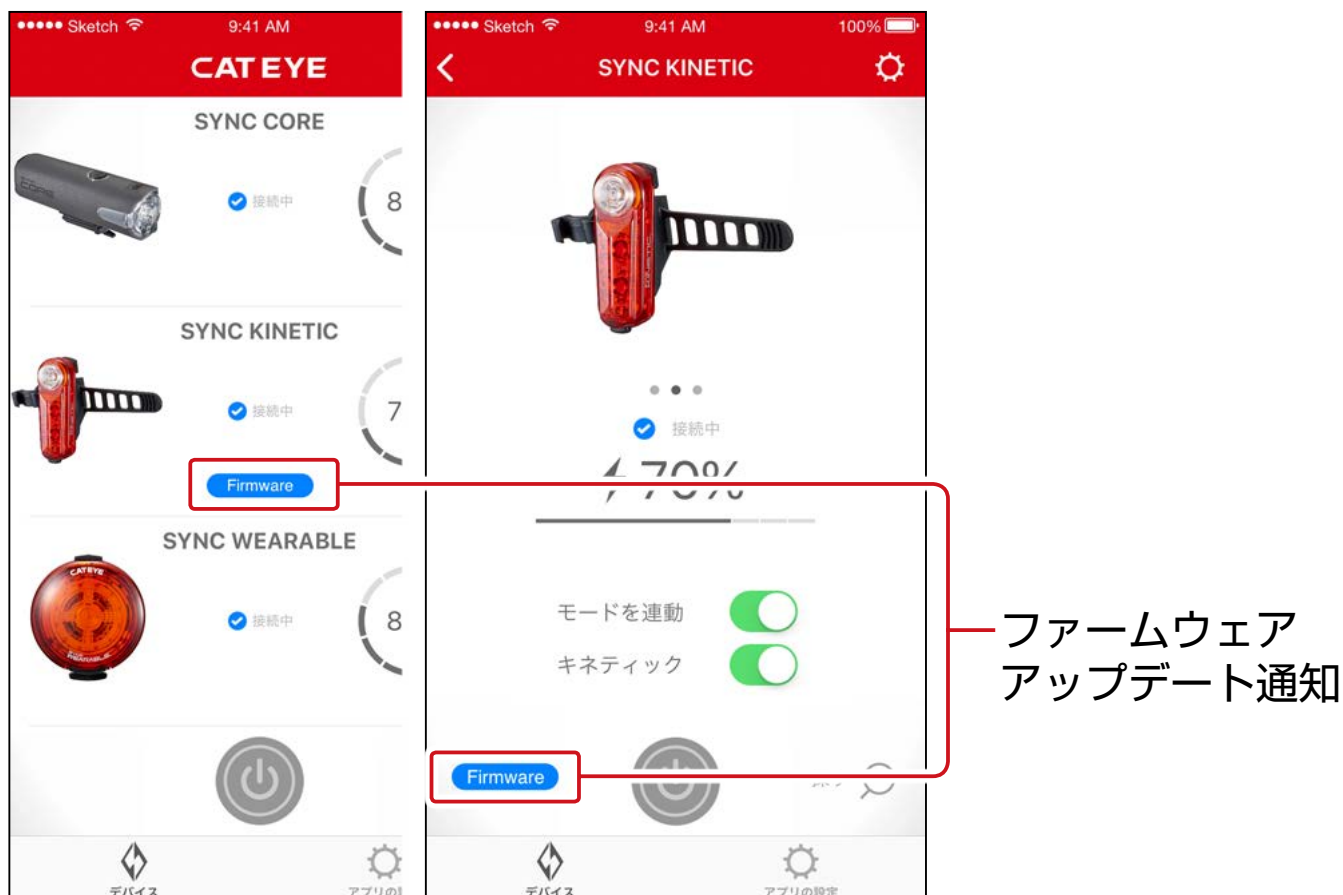 Sketch 9:41 AM
CATEYE
SYNC CORE
接続中
8
SYNC KINETIC
接続中
7
Firmware
SYNC WEARABLE
接続中
8
デバイス
Sketch 9:41 AM 100%
SYNC KINETIC
接続中
70%
モードを連動
キネティック
Firmware
デバイス
アプリの設定
ファームウェア
アップデート通知